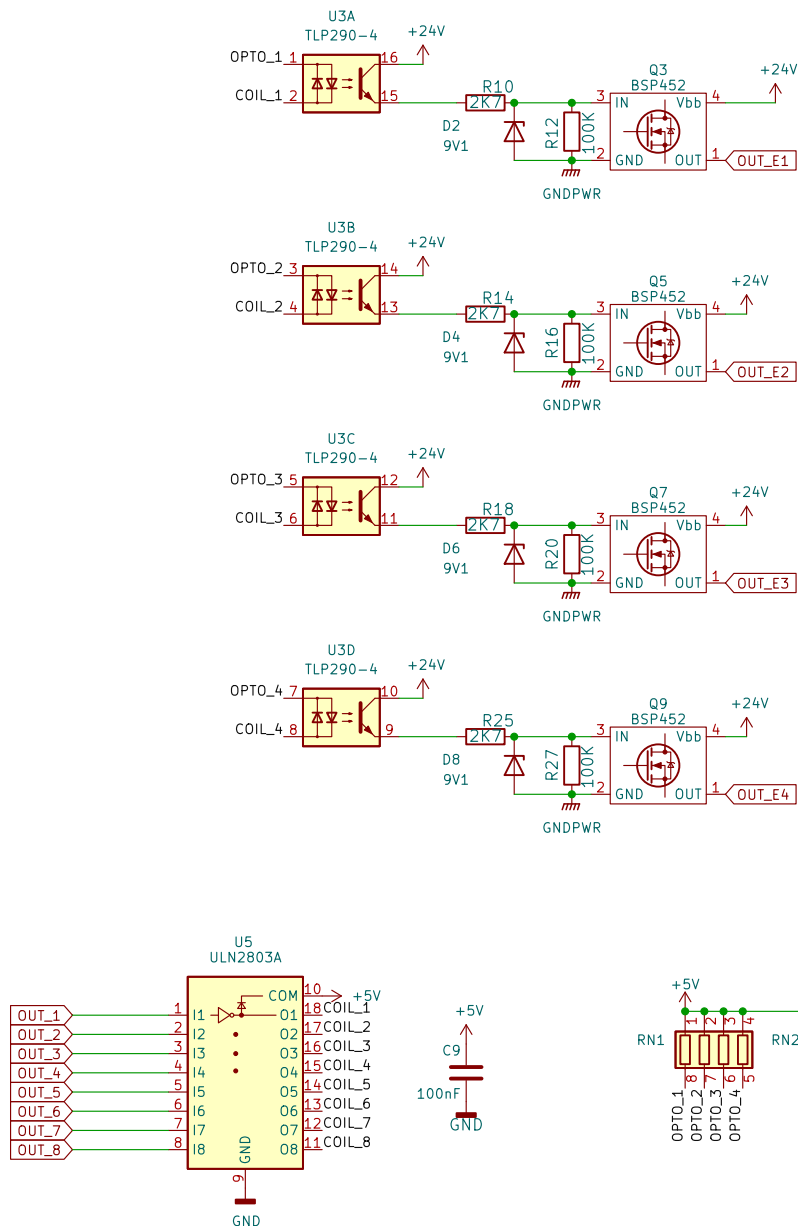 U3A
TLP290-4
+24V
OPTO_1 1 16
COIL_1 2 15
R10
2K7
D2
9V1
R12
100K
GNDPWR
Q3
BSP452
+24V
3 IN Vbb 4
2 GND OUT 1 OUT_E1
U3B
TLP290-4
+24V
OPTO_2 3 14
COIL_2 4 13
R14
2K7
D4
9V1
R16
100K
GNDPWR
Q5
BSP452
+24V
3 IN Vbb 4
2 GND OUT 1 OUT_E2
U3C
TLP290-4
+24V
OPTO_3 5 12
COIL_3 6 11
R18
2K7
D6
9V1
R20
100K
GNDPWR
Q7
BSP452
+24V
3 IN Vbb 4
2 GND OUT 1 OUT_E3
U3D
TLP290-4
+24V
OPTO_4 7 10
COIL_4 8 9
R25
2K7
D8
9V1
R27
100K
GNDPWR
Q9
BSP452
+24V
3 IN Vbb 4
2 GND OUT 1 OUT_E4
U5
ULN2803A
COM 10 +5V
OUT_1 1 I1 O1 18 COIL_1
OUT_2 2 I2 O2 17 COIL_2
OUT_3 3 I3 O3 16 COIL_3
OUT_4 4 I4 O4 15 COIL_4
OUT_5 5 I5 O5 14 COIL_5
OUT_6 6 I6 O6 13 COIL_6
OUT_7 7 I7 O7 12 COIL_7
OUT_8 8 I8 O8 11 COIL_8
GND
9
GND
+5V
C9
100nF
GND
+5V
1 2 3 4
RN1
RN2
8 7 6 5
OPTO_1
OPTO_2
OPTO_3
OPTO_4